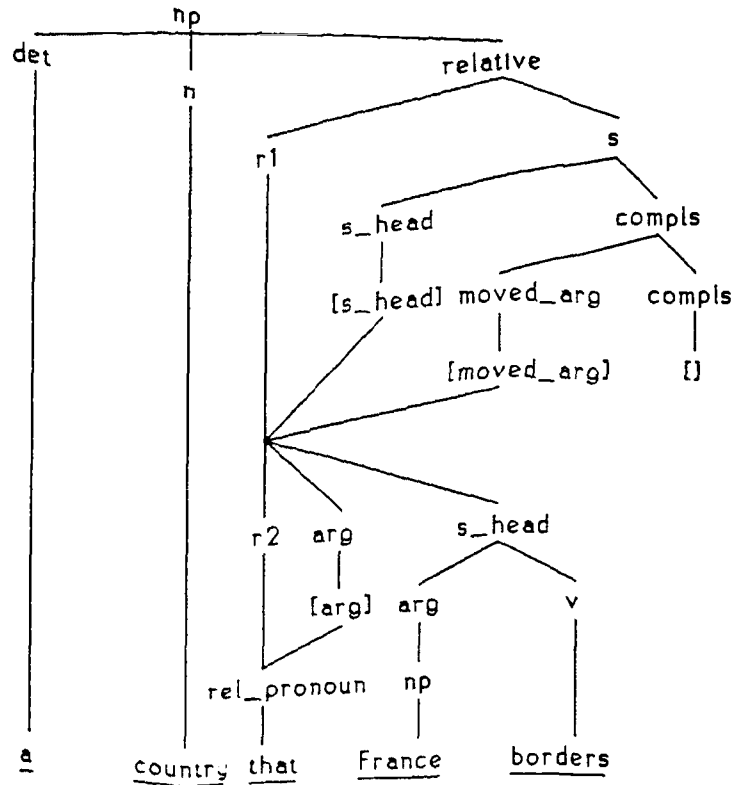 np
det n relative
r1 s
s_head compls
[s_head] moved_arg compls
[moved_arg] []
r2 arg s_head
[arg] arg v
rel_pronoun np
a country that France borders